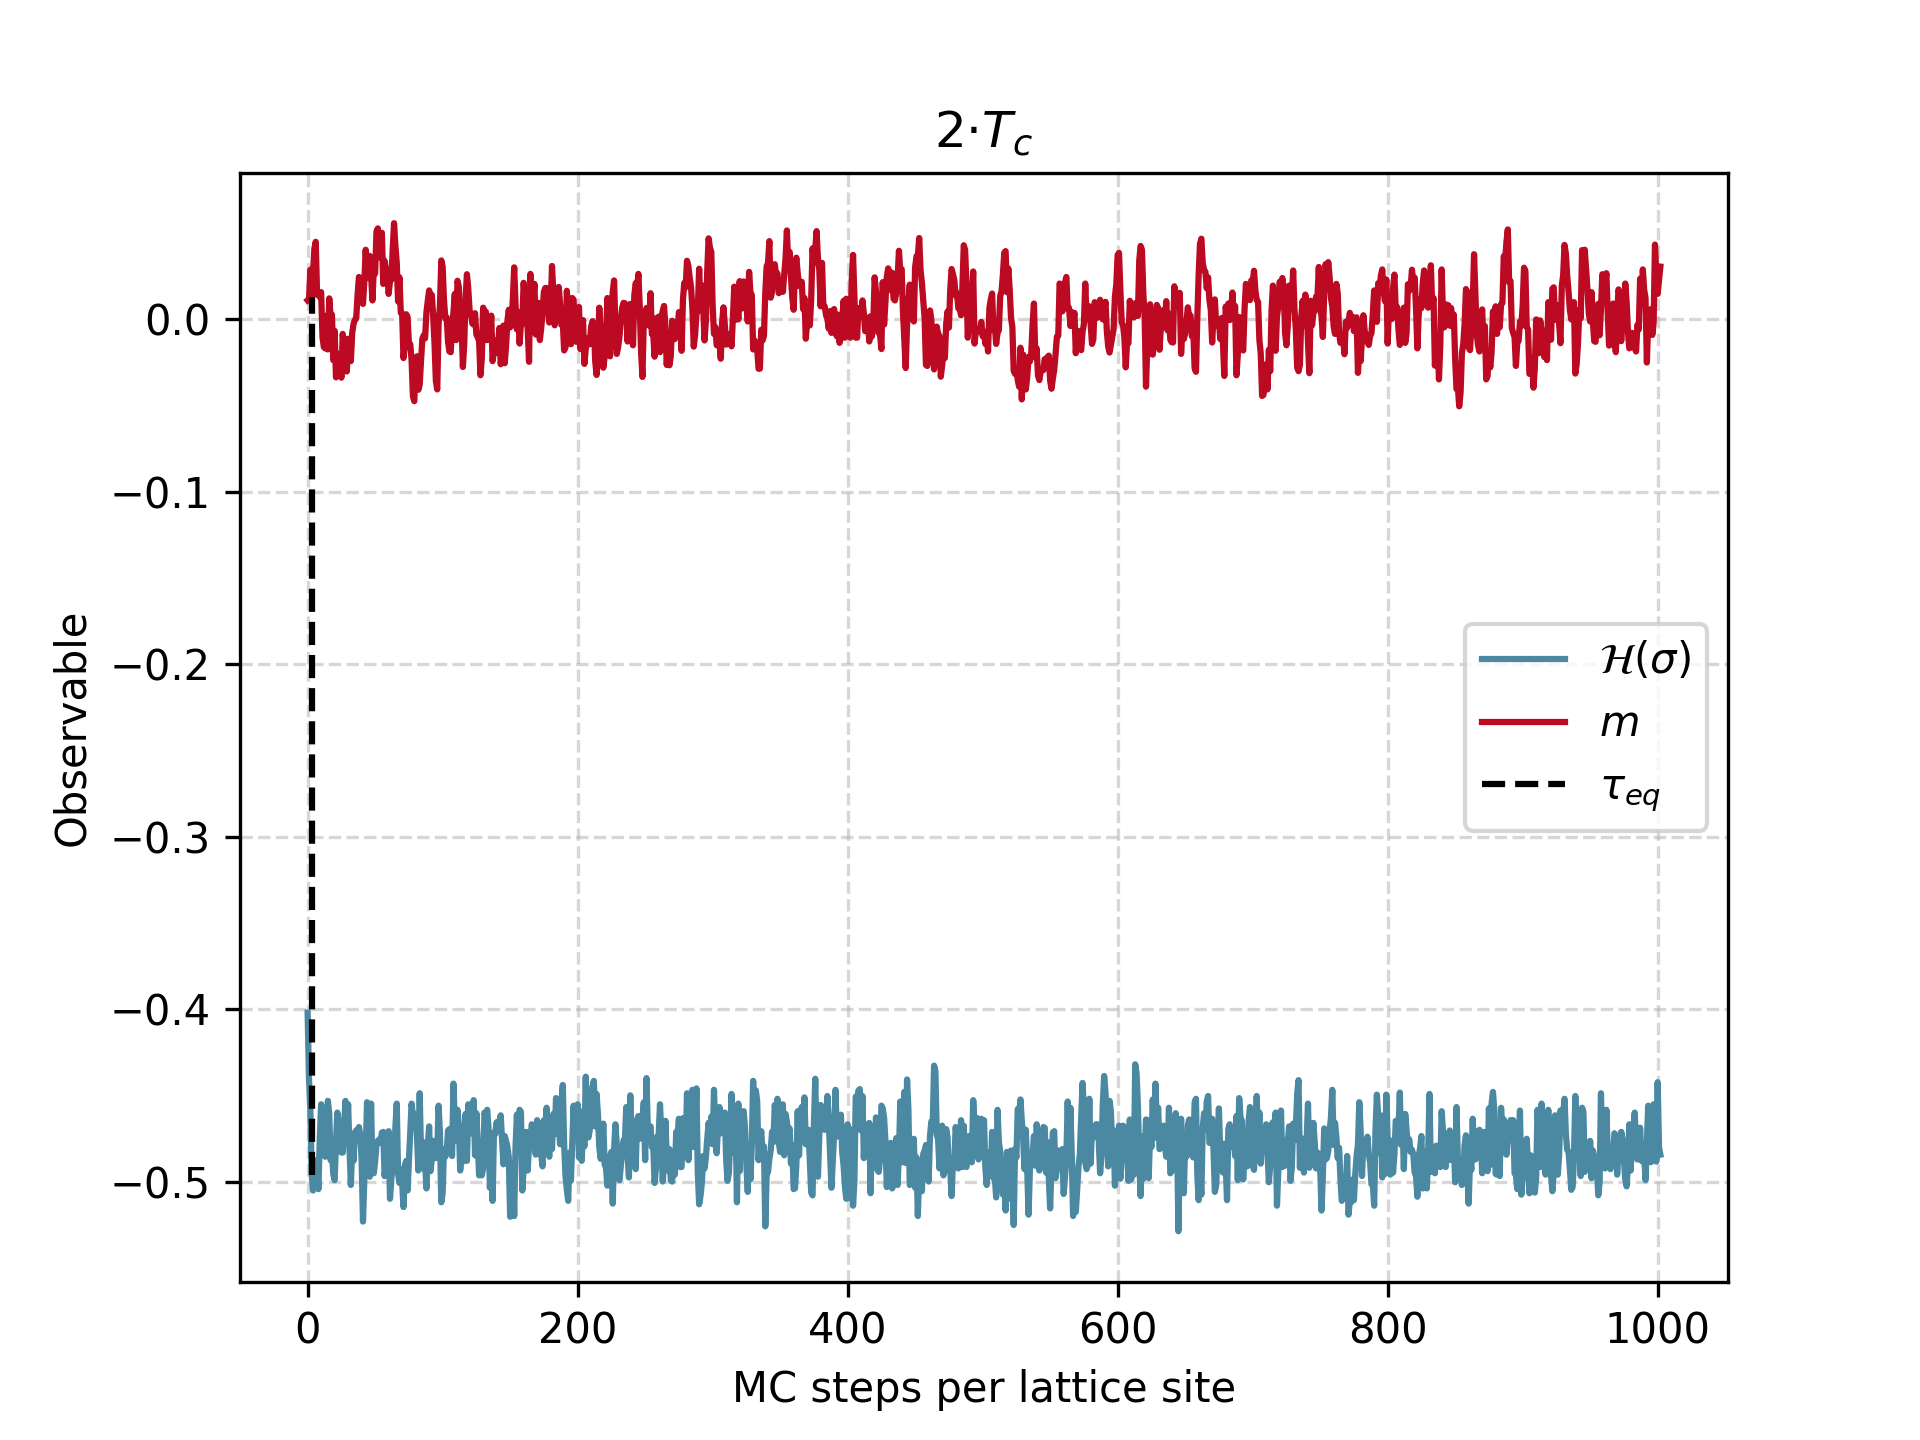 2·T_c
0.0
−0.1
−0.2
−0.3
−0.4
−0.5
Observable
ℋ(σ)
m
τ_eq
0 200 400 600 800 1000
MC steps per lattice site